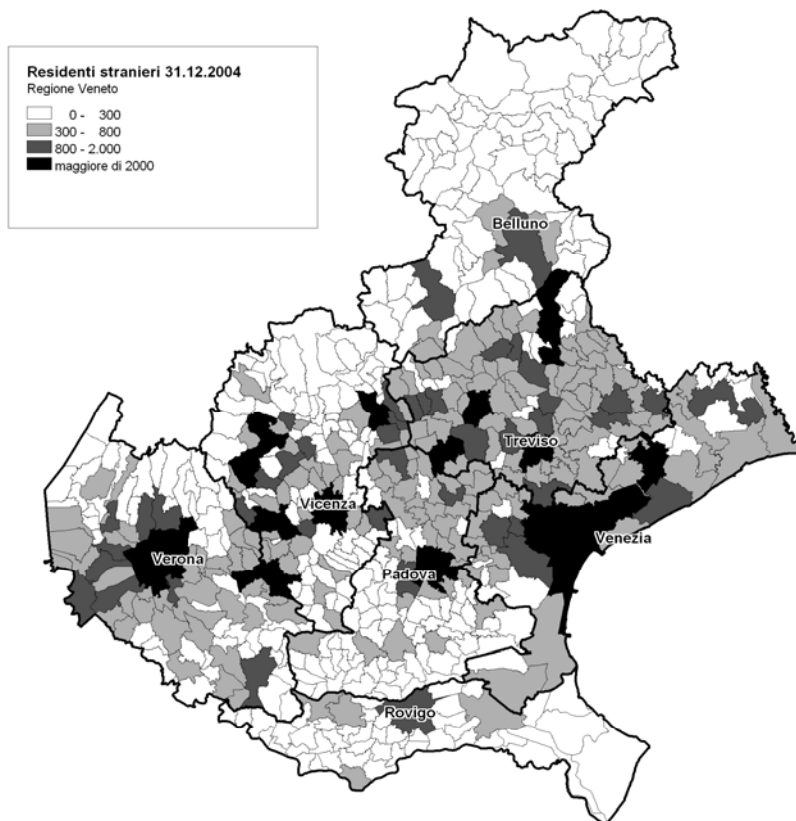 Residenti stranieri 31.12.2004
Regione Veneto
0 - 300
300 - 800
800 - 2.000
maggiore di 2000
Belluno
Treviso
Vicenza
Venezia
Verona
Padova
Rovigo